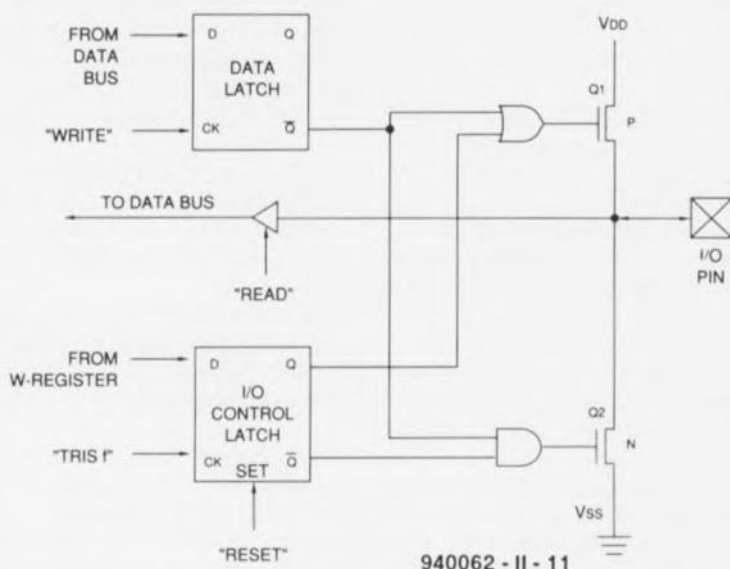 FROM
DATA
BUS
D Q
DATA
LATCH
CK Q̅
"WRITE"
VDD
Q1
P
TO DATA BUS
"READ"
I/O
PIN
FROM
W-REGISTER
D Q
I/O
CONTROL
LATCH
CK Q̅
SET
"TRIS f"
"RESET"
Q2
N
VSS
940062 - II - 11